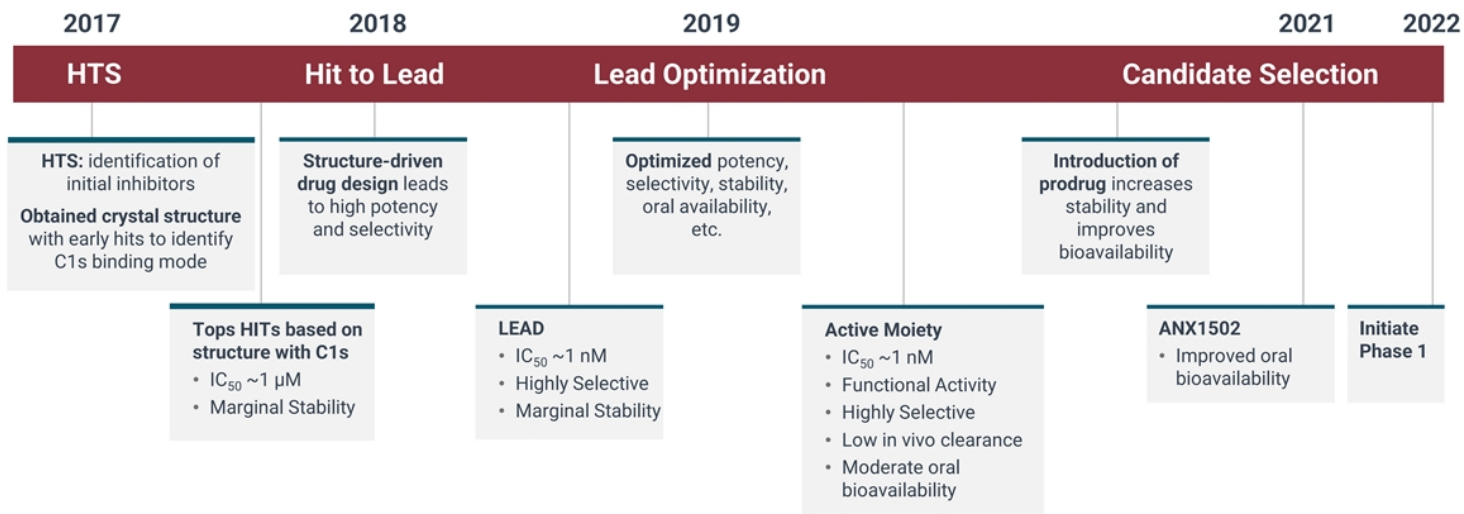 2017
2018
2019
2021
2022
HTS
Hit to Lead
Lead Optimization
Candidate Selection
HTS: identification of
initial inhibitors
Obtained crystal structure
with early hits to identify
C1s binding mode
Structure-driven
drug design leads
to high potency
and selectivity
Optimized potency,
selectivity, stability,
oral availability,
etc.
Introduction of
prodrug increases
stability and
improves
bioavailability
Tops HITs based on
structure with C1s
• IC50 ~1 µM
• Marginal Stability
LEAD
• IC50 ~1 nM
• Highly Selective
• Marginal Stability
Active Moiety
• IC50 ~1 nM
• Functional Activity
• Highly Selective
• Low in vivo clearance
• Moderate oral
bioavailability
ANX1502
• Improved oral
bioavailability
Initiate
Phase 1